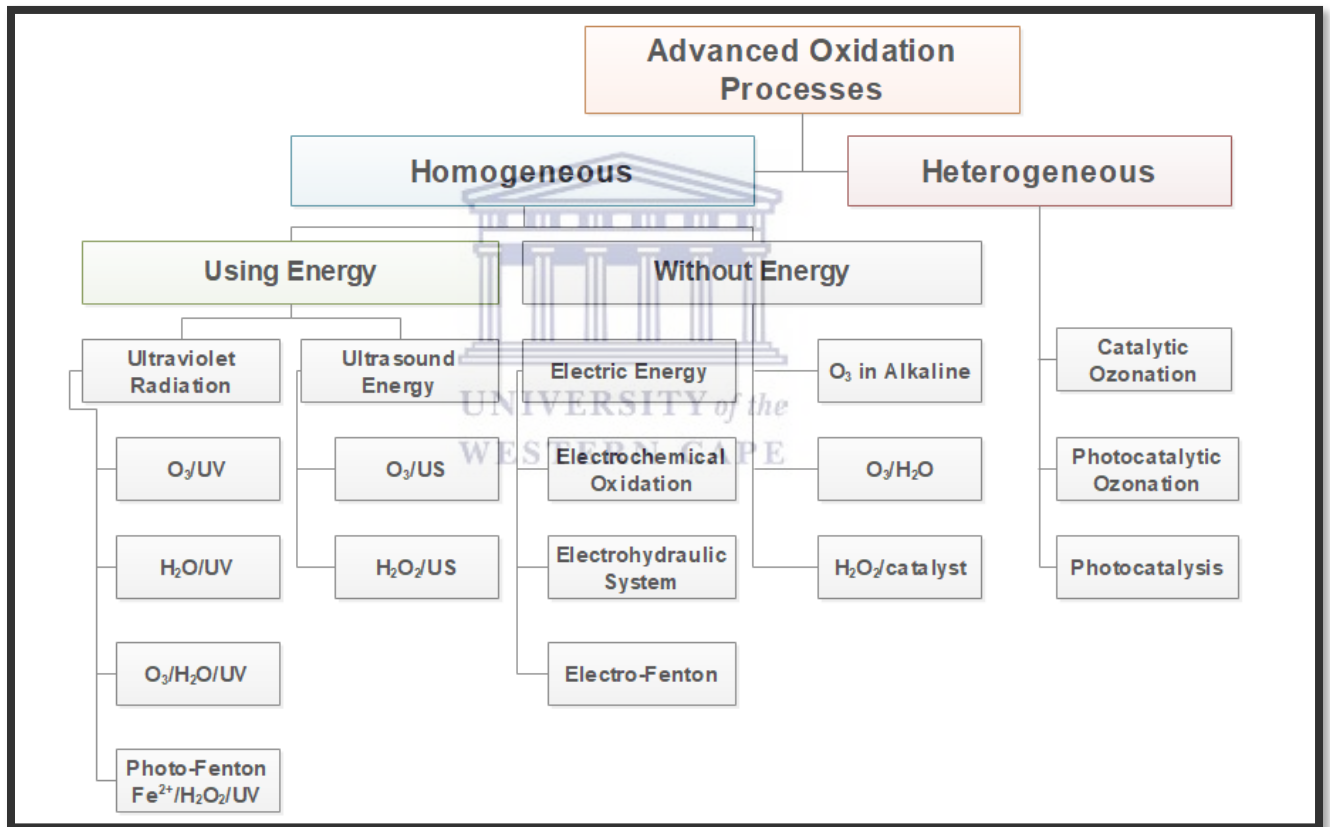 Advanced Oxidation
Processes
Homogeneous
Heterogeneous
Using Energy
Without Energy
Ultraviolet
Radiation
Ultrasound
Energy
Electric Energy
O₃ in Alkaline
Catalytic
Ozonation
UNIVERSITY of the
WESTERN CAPE
O₃/UV
O₃/US
Electrochemical
Oxidation
O₃/H₂O
Photocatalytic
Ozonation
H₂O/UV
H₂O₂/US
Electrohydraulic
System
H₂O₂/catalyst
Photocatalysis
O₃/H₂O/UV
Electro-Fenton
Photo-Fenton
Fe²⁺/H₂O₂/UV